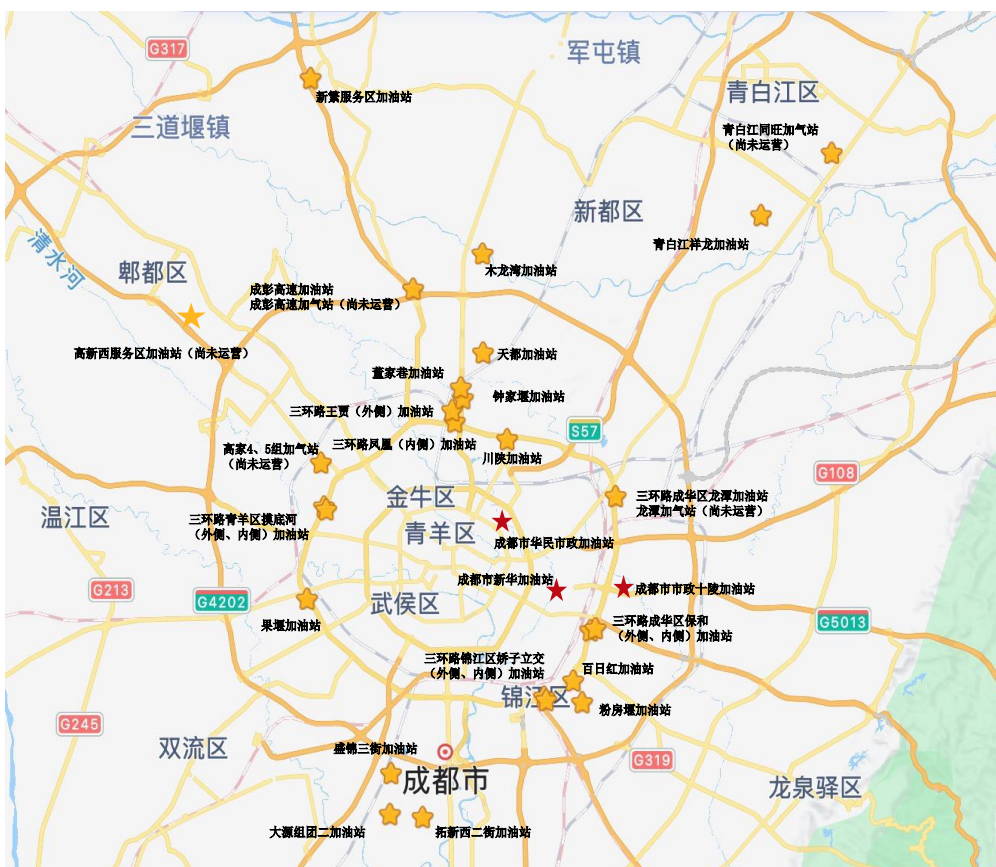 G317
军屯镇
新繁服务区加油站
青白江区
三道堰镇
青白江同旺加气站
（尚未运营）
新都区
清水河
青白江祥龙加油站
郫都区
木龙湾加油站
成彭高速加油站
成彭高速加气站（尚未运营）
高新西服务区加油站（尚未运营）
天都加油站
董家巷加油站
钟家堰加油站
三环路王贾（外侧）加油站
S57
三环路凤凰（内侧）加油站
高家4、5组加气站
（尚未运营）
川陕加油站
G108
金牛区
三环路成华区龙潭加油站
龙潭加气站（尚未运营）
温江区
三环路青羊区摸底河
（外侧、内侧）加油站
青羊区
成都市华民市政加油站
成都市新华加油站
成都市市政十陵加油站
G213
G4202
武侯区
果堰加油站
三环路成华区保和
（外侧、内侧）加油站
G5013
三环路锦江区娇子立交
（外侧、内侧）加油站
百日红加油站
锦江区
粉房堰加油站
G245
双流区
盛锦三街加油站
G319
成都市
龙泉驿区
大源组团二加油站
拓新西二街加油站